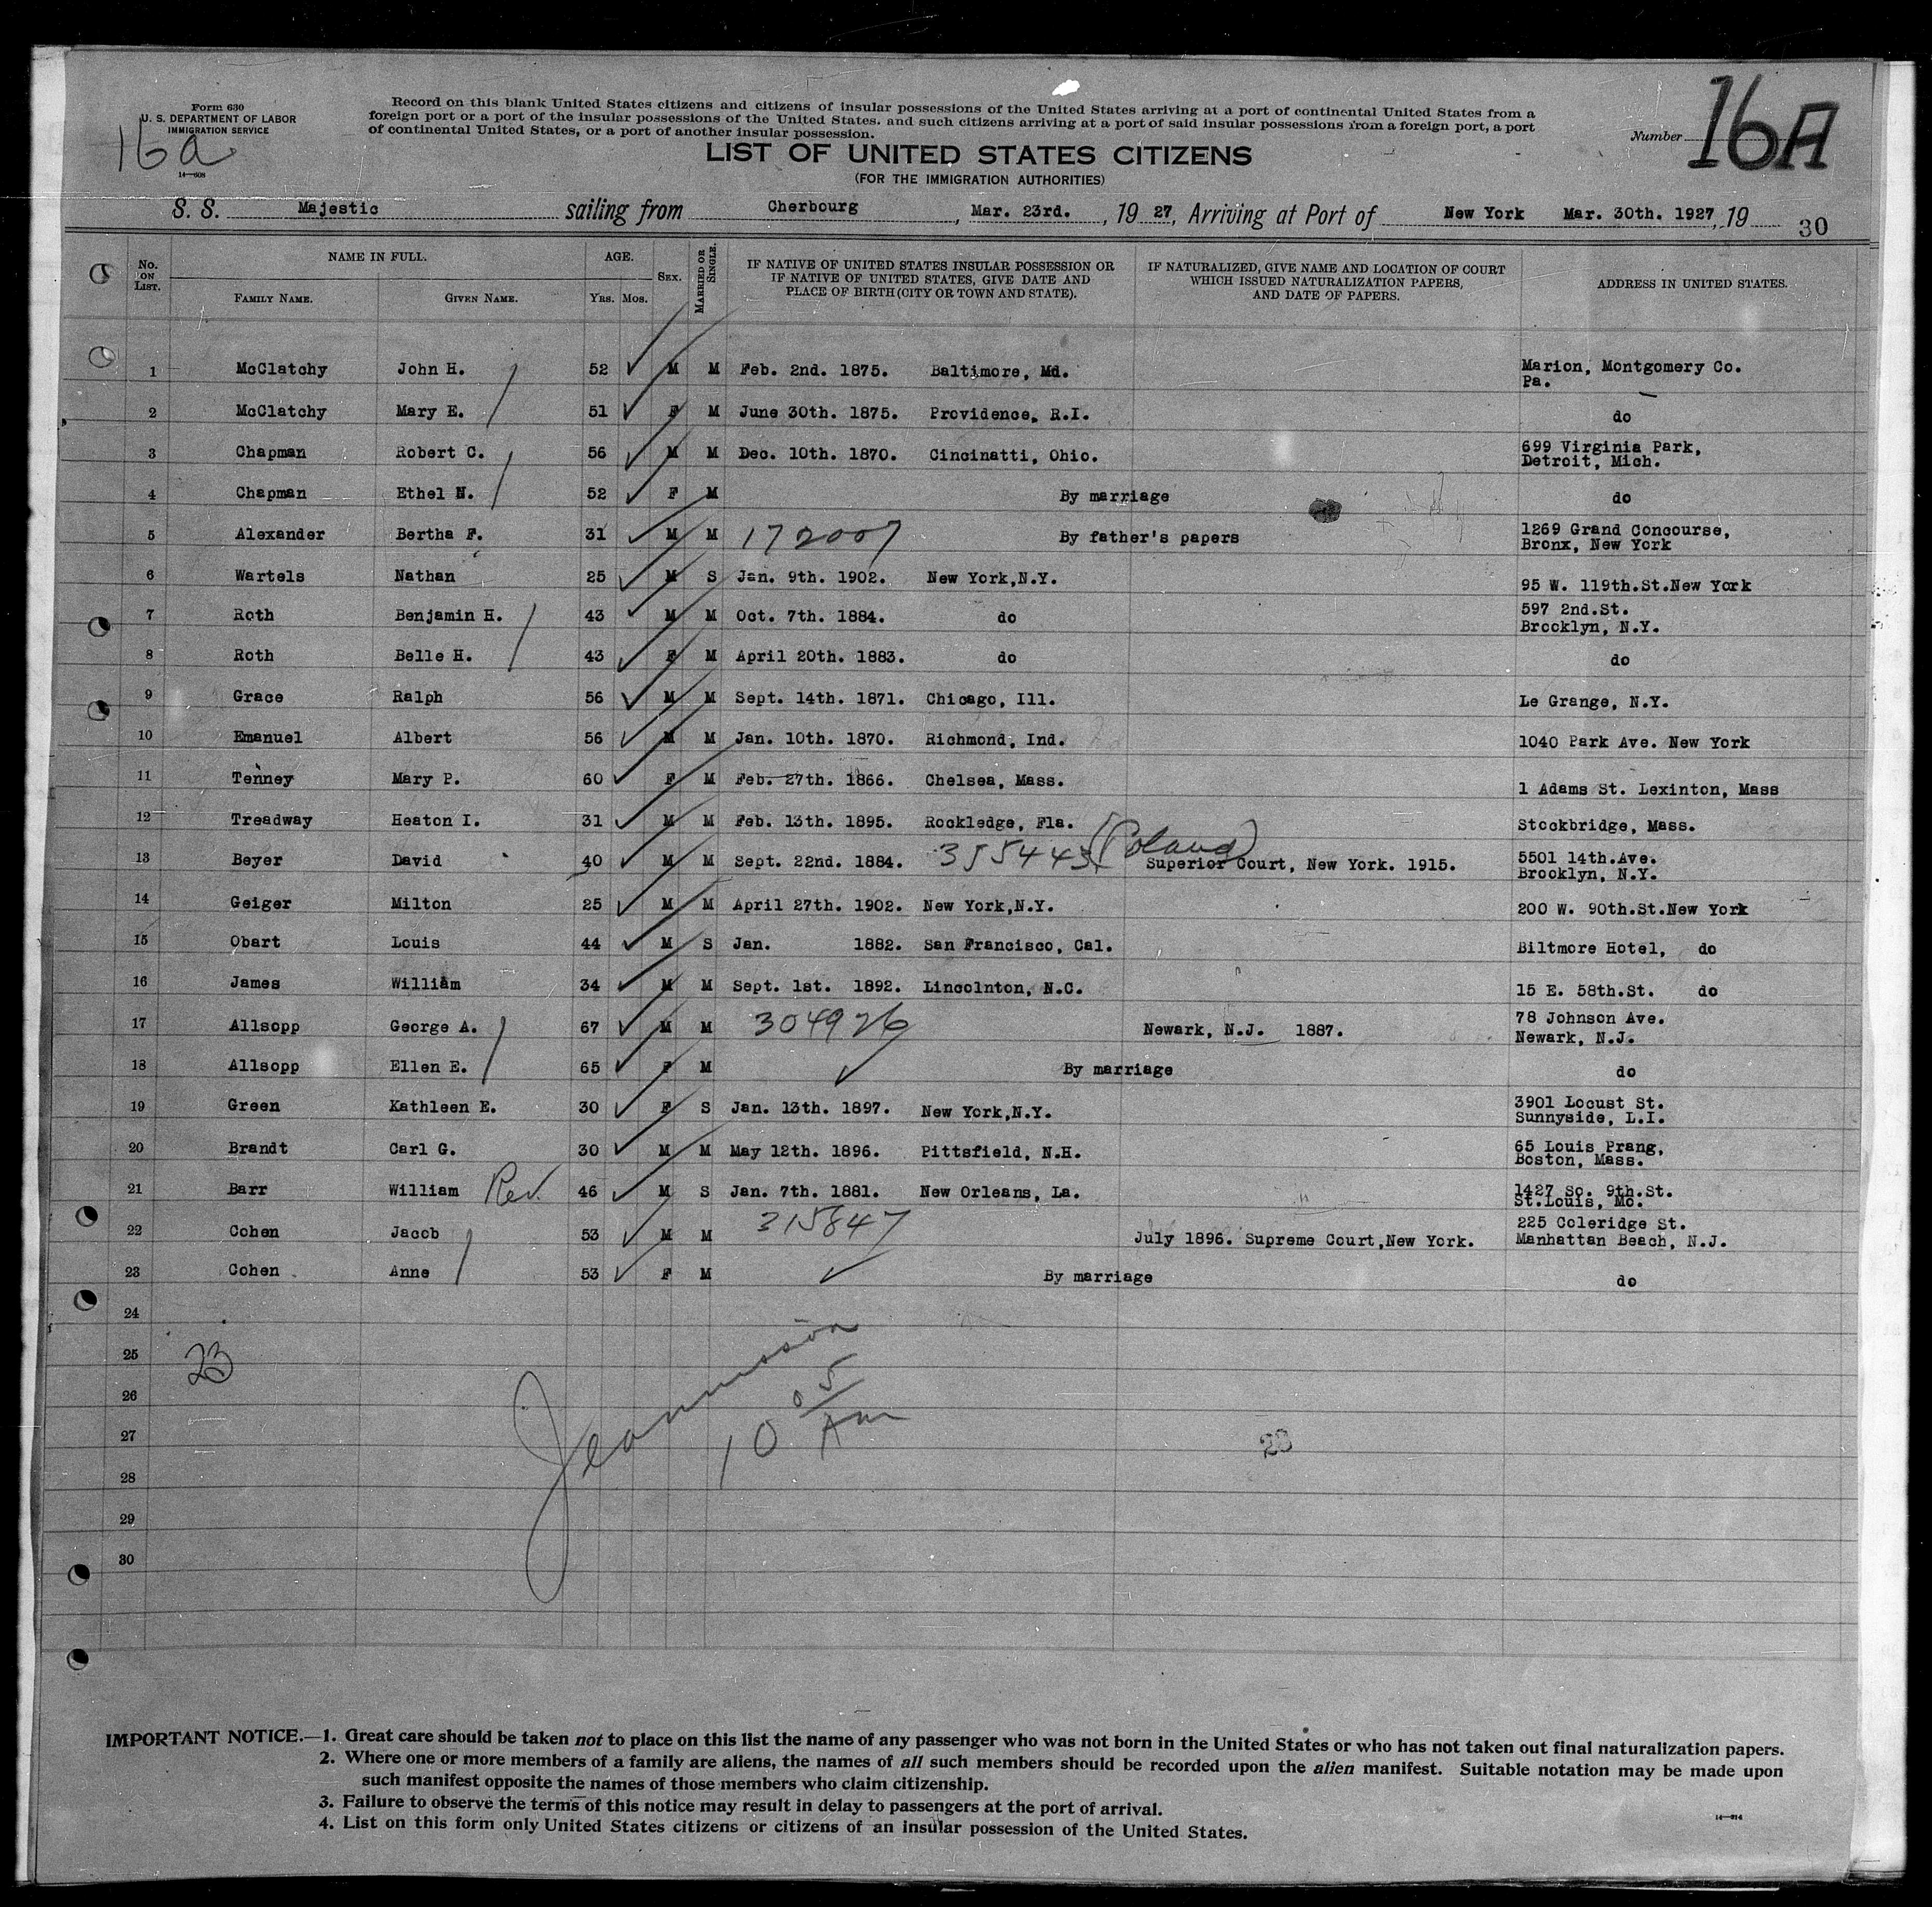 Form 630
U. S. DEPARTMENT OF LABOR
IMMIGRATION SERVICE
16a
14—608
Record on this blank United States citizens and citizens of insular possessions of the United States arriving at a port of continental United States from a
foreign port or a port of the insular possessions of the United States. and such citizens arriving at a port of said insular possessions from a foreign port, a port
of continental United States, or a port of another insular possession.
Number 16A
LIST OF UNITED STATES CITIZENS
(FOR THE IMMIGRATION AUTHORITIES)
S. S. Majestic sailing from Cherbourg, Mar. 23rd., 19 27, Arriving at Port of New York Mar. 30th. 1927, 19 30
No. ON LIST. NAME IN FULL. FAMILY NAME. GIVEN NAME. AGE. YRS. MOS. SEX. MARRIED OR SINGLE. IF NATIVE OF UNITED STATES INSULAR POSSESSION OR IF NATIVE OF UNITED STATES, GIVE DATE AND PLACE OF BIRTH (CITY OR TOWN AND STATE). IF NATURALIZED, GIVE NAME AND LOCATION OF COURT WHICH ISSUED NATURALIZATION PAPERS, AND DATE OF PAPERS. ADDRESS IN UNITED STATES.
1 McClatchy John H. 52 M M Feb. 2nd. 1875. Baltimore, Md. Marion, Montgomery Co. Pa.
2 McClatchy Mary E. 51 F M June 30th. 1875. Providence, R.I. do
3 Chapman Robert C. 56 M M Dec. 10th. 1870. Cincinatti, Ohio. 699 Virginia Park, Detroit, Mich.
4 Chapman Ethel N. 52 F M By marriage do
5 Alexander Bertha F. 31 M M 172007 By father's papers 1269 Grand Concourse, Bronx, New York
6 Wartels Nathan 25 M S Jan. 9th. 1902. New York,N.Y. 95 W. 119th.St.New York
7 Roth Benjamin H. 43 M M Oct. 7th. 1884. do 597 2nd.St. Brooklyn, N.Y.
8 Roth Belle H. 43 F M April 20th. 1883. do do
9 Grace Ralph 56 M M Sept. 14th. 1871. Chicago, Ill. Le Grange, N.Y.
10 Emanuel Albert 56 M M Jan. 10th. 1870. Richmond, Ind. 1040 Park Ave. New York
11 Tenney Mary P. 60 F M Feb. 27th. 1866. Chelsea, Mass. 1 Adams St. Lexinton, Mass
12 Treadway Heaton I. 31 M M Feb. 13th. 1895. Rockledge, Fla. Stockbridge, Mass.
13 Beyer David 40 M M Sept. 22nd. 1884. 355443 (Poland) Superior Court, New York. 1915. 5501 14th.Ave. Brooklyn, N.Y.
14 Geiger Milton 25 M M April 27th. 1902. New York,N.Y. 200 W. 90th.St.New York
15 Obart Louis 44 M S Jan. 1882. San Francisco, Cal. Biltmore Hotel, do
16 James William 34 M M Sept. 1st. 1892. Lincolnton, N.C. 15 E. 58th.St. do
17 Allsopp George A. 67 M M 304926 Newark, N.J. 1887. 78 Johnson Ave. Newark, N.J.
18 Allsopp Ellen E. 65 F M By marriage do
19 Green Kathleen E. 30 F S Jan. 13th. 1897. New York,N.Y. 3901 Locust St. Sunnyside, L.I.
20 Brandt Carl G. 30 M M May 12th. 1896. Pittsfield, N.H. 65 Louis Prang, Boston, Mass.
21 Barr William Rev. 46 M S Jan. 7th. 1881. New Orleans, La. 1427 So. 9th.St. St.Louis, Mo.
22 Cohen Jacob 53 M M 315847 July 1896. Supreme Court,New York. 225 Coleridge St. Manhattan Beach, N.J.
23 Cohen Anne 53 F M By marriage do
24
25 23
26
27 23
28
29
30
10 05 Am
IMPORTANT NOTICE.—1. Great care should be taken not to place on this list the name of any passenger who was not born in the United States or who has not taken out final naturalization papers.
2. Where one or more members of a family are aliens, the names of all such members should be recorded upon the alien manifest. Suitable notation may be made upon
such manifest opposite the names of those members who claim citizenship.
3. Failure to observe the terms of this notice may result in delay to passengers at the port of arrival.
4. List on this form only United States citizens or citizens of an insular possession of the United States.